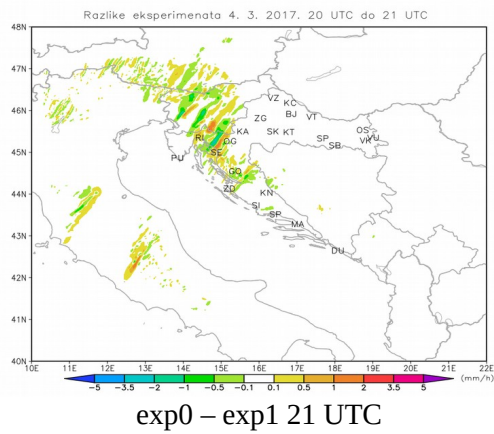 Razlike eksperimenata 4. 3. 2017. 20 UTC do 21 UTC
48N
47N
46N
45N
44N
43N
42N
41N
40N
VZ
KC
ZG
BJ
VT
RI
KA
SK
KT
OG
SP
OS
VU
VK
SB
PU
SE
GO
ZD
KN
SI
SP
MA
DU
10E 11E 12E 13E 14E 15E 16E 17E 18E 19E 20E 21E 22E
-5 -3.5 -2 -1 -0.5 -0.1 0.1 0.5 1 2 3.5 5 (mm/h)
exp0 – exp1 21 UTC